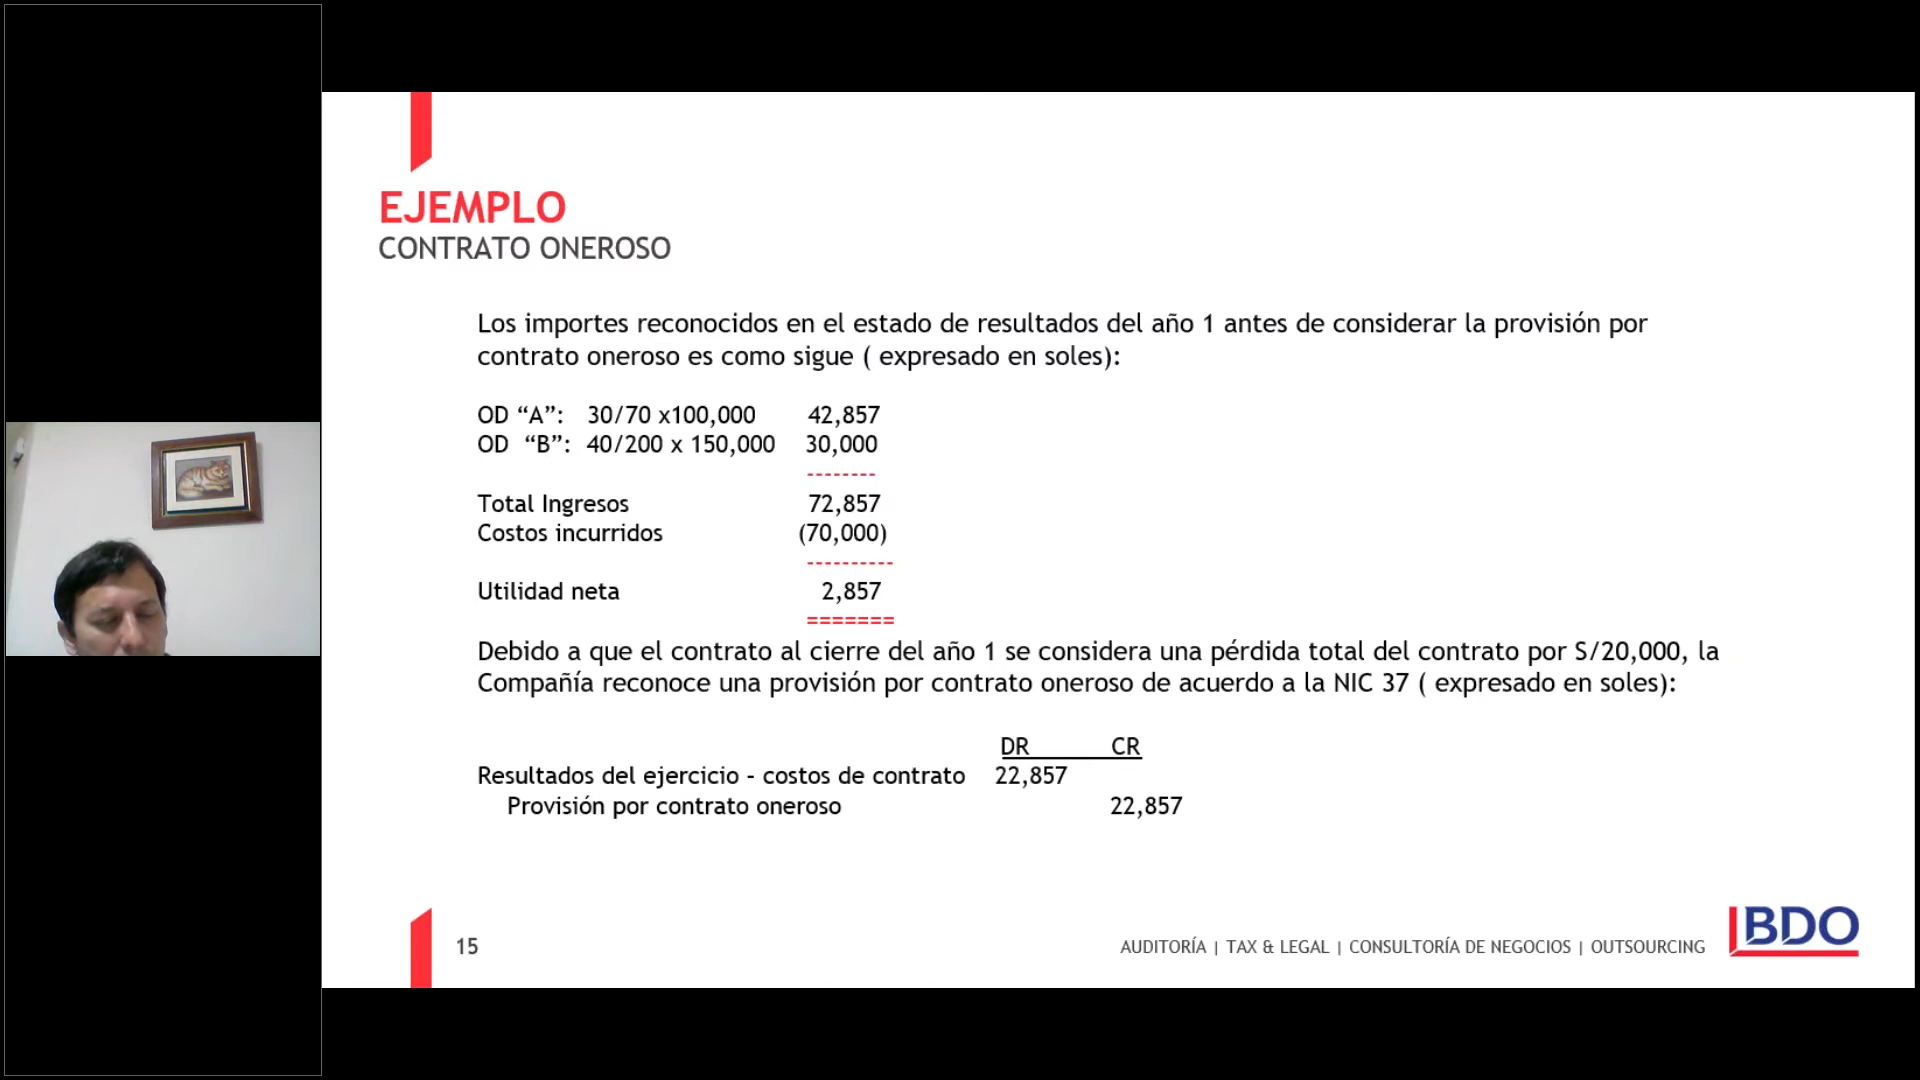 EJEMPLO
CONTRATO ONEROSO
Los importes reconocidos en el estado de resultados del año 1 antes de considerar la provisión por
contrato oneroso es como sigue ( expresado en soles):
OD “A”: 30/70 x100,000 42,857
OD “B”: 40/200 x 150,000 30,000
--------
Total Ingresos 72,857
Costos incurridos (70,000)
----------
Utilidad neta 2,857
=======
Debido a que el contrato al cierre del año 1 se considera una pérdida total del contrato por S/20,000, la
Compañía reconoce una provisión por contrato oneroso de acuerdo a la NIC 37 ( expresado en soles):
DR CR
Resultados del ejercicio - costos de contrato 22,857
Provisión por contrato oneroso 22,857
15
AUDITORÍA | TAX & LEGAL | CONSULTORÍA DE NEGOCIOS | OUTSOURCING
BDO